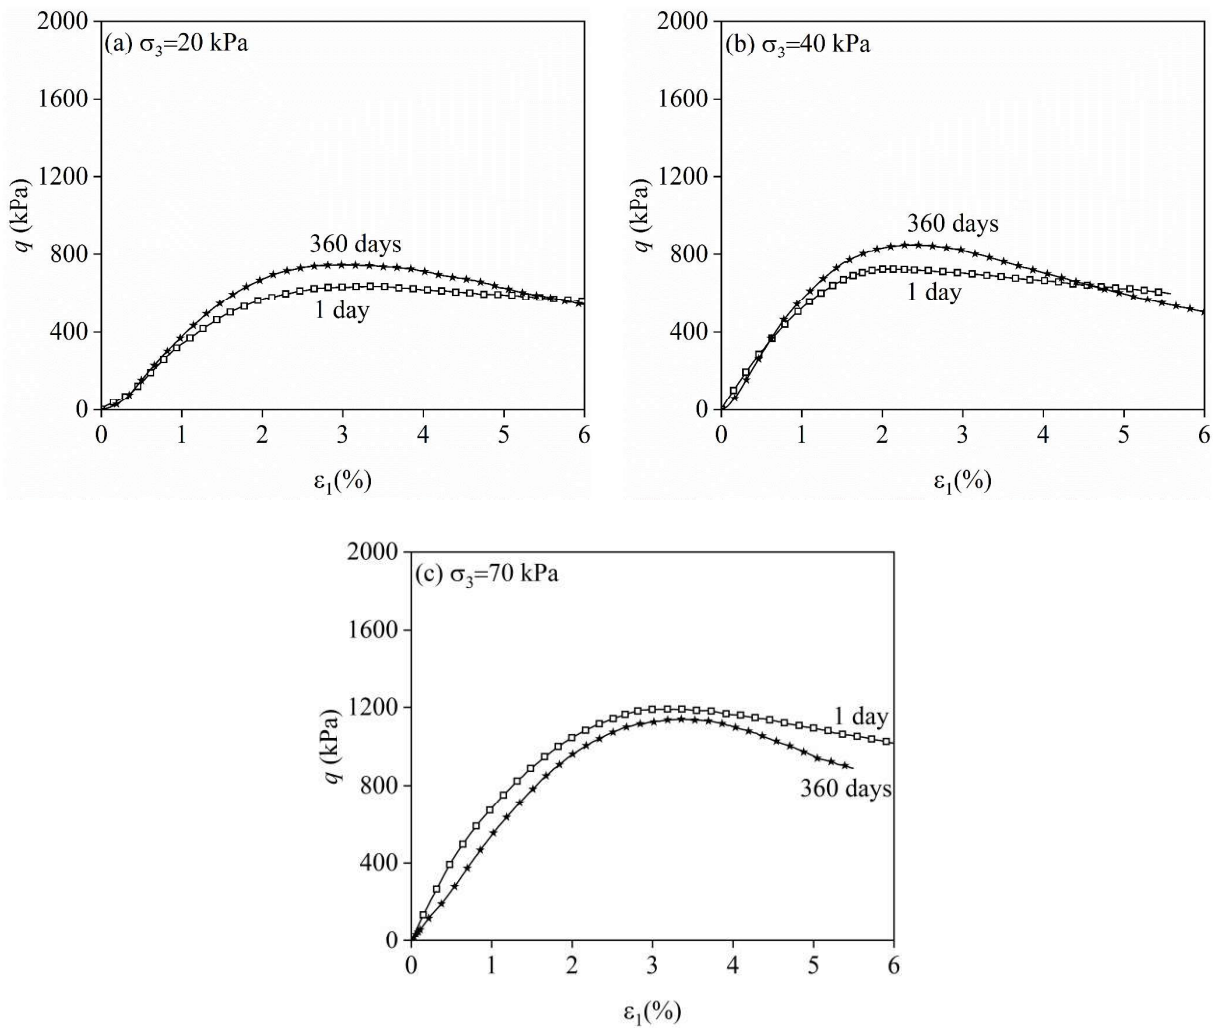 (a) σ₃=20 kPa
2000
1600
1200
800
400
0
q (kPa)
360 days
1 day
0 1 2 3 4 5 6
ε₁(%)
(b) σ₃=40 kPa
2000
1600
1200
800
400
0
q (kPa)
360 days
1 day
0 1 2 3 4 5 6
ε₁(%)
(c) σ₃=70 kPa
2000
1600
1200
800
400
0
q (kPa)
1 day
360 days
0 1 2 3 4 5 6
ε₁(%)